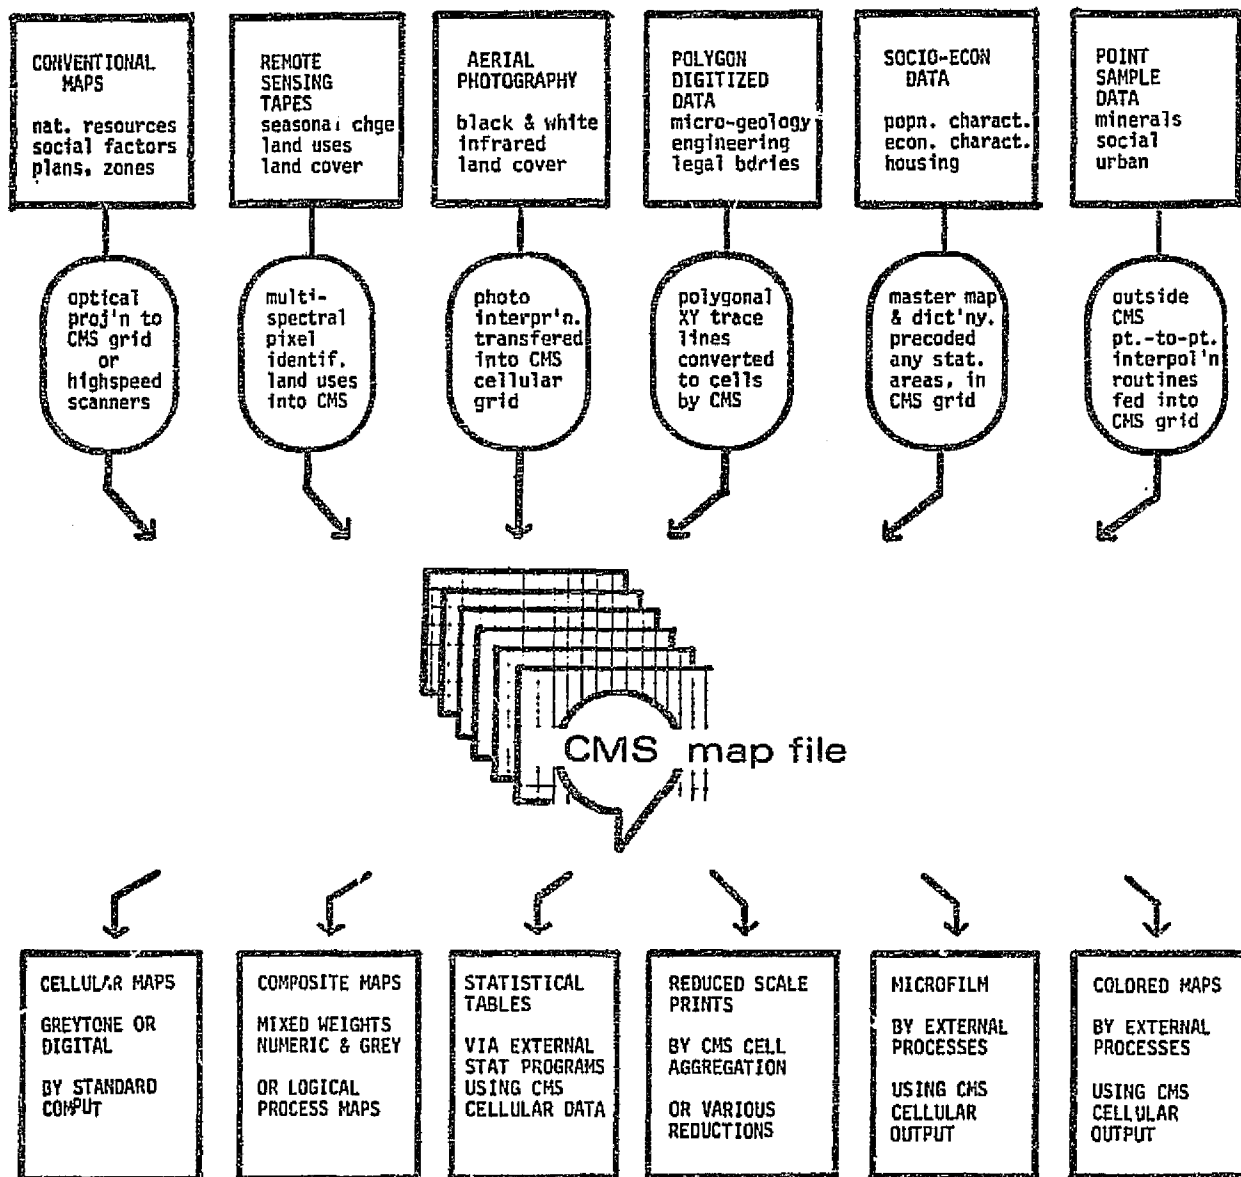 CONVENTIONAL
MAPS
nat. resources
social factors
plans, zones
REMOTE
SENSING
TAPES
seasonal chge
land uses
land cover
AERIAL
PHOTOGRAPHY
black & white
infrared
land cover
POLYGON
DIGITIZED
DATA
micro-geology
engineering
legal bdries
SOCIO-ECON
DATA
popn. charact.
econ. charact.
housing
POINT
SAMPLE
DATA
minerals
social
urban
optical
proj'n to
CMS grid
or
highspeed
scanners
multi-
spectral
pixel
identif.
land uses
into CMS
photo
interpr'n.
transfered
into CMS
cellular
grid
polygonal
XY trace
lines
converted
to cells
by CMS
master map
& dict'ny.
precoded
any stat.
areas, in
CMS grid
outside
CMS
pt.-to-pt.
interpol'n
routines
fed into
CMS grid
CMS map file
CELLULAR MAPS
GREYTONE OR
DIGITAL
BY STANDARD
COMPUT
COMPOSITE MAPS
MIXED WEIGHTS
NUMERIC & GREY
OR LOGICAL
PROCESS MAPS
STATISTICAL
TABLES
VIA EXTERNAL
STAT PROGRAMS
USING CMS
CELLULAR DATA
REDUCED SCALE
PRINTS
BY CMS CELL
AGGREGATION
OR VARIOUS
REDUCTIONS
MICROFILM
BY EXTERNAL
PROCESSES
USING CMS
CELLULAR
OUTPUT
COLORED MAPS
BY EXTERNAL
PROCESSES
USING CMS
CELLULAR
OUTPUT